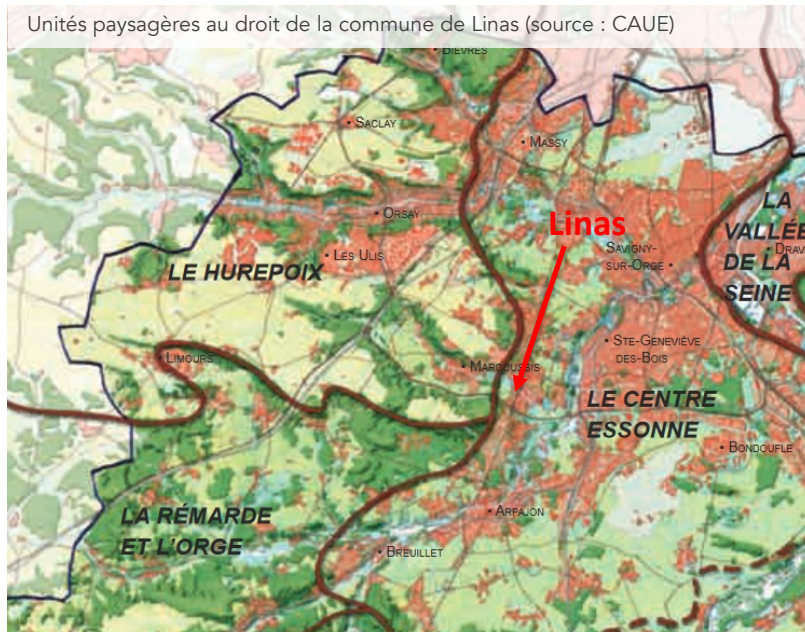 Unités paysagères au droit de la commune de Linas (source : CAUE)
BIÈVRES
• SACLAY
• MASSY
LA
VALLÉE
DE LA
SEINE
• ORSAY
Linas
SAVIGNY-
SUR-ORGE •
• DRAV
• LES ULIS
LE HUREPOIX
• STE-GENEVIÈVE
DES-BOIS
• LIMOURS
MARCOUSSIS
LE CENTRE
ESSONNE
• BONDOUFLE
LA RÉMARDE
ET L'ORGE
• ARPAJON
• BREUILLET